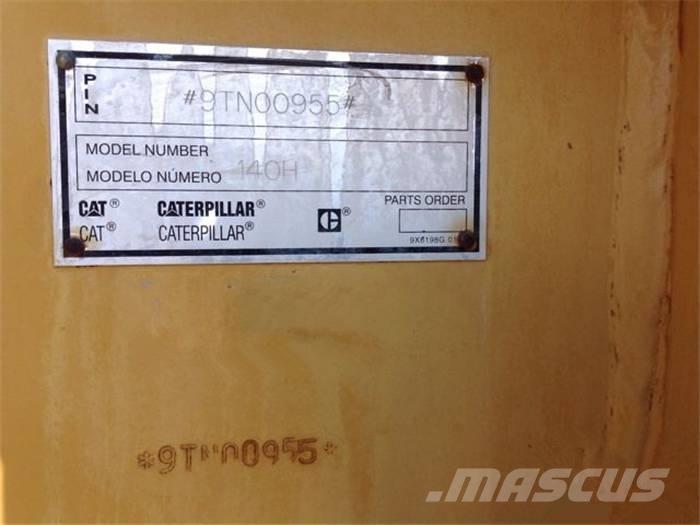 PIN
#9TN00955#
MODEL NUMBER
MODELO NÚMERO 140H
CAT® CATERPILLAR® ® PARTS ORDER
CAT® CATERPILLAR®
*9TN00955*
MASCUS